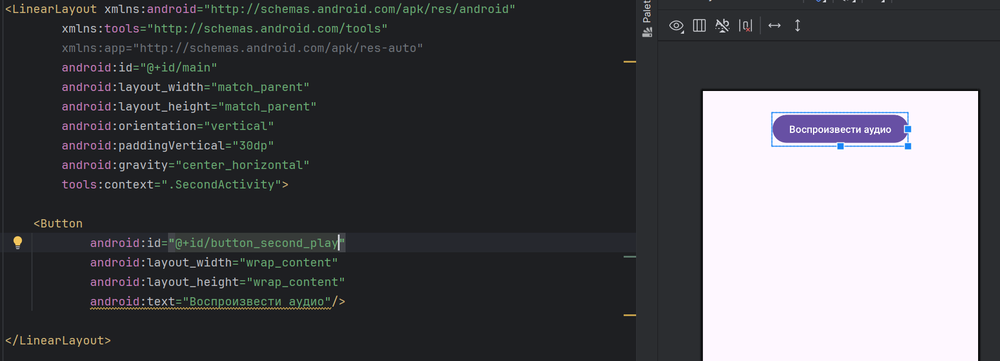 <LinearLayout xmlns:android="http://schemas.android.com/apk/res/android"
xmlns:tools="http://schemas.android.com/tools"
xmlns:app="http://schemas.android.com/apk/res-auto"
android:id="@+id/main"
android:layout_width="match_parent"
android:layout_height="match_parent"
android:orientation="vertical"
android:paddingVertical="30dp"
android:gravity="center_horizontal"
tools:context=".SecondActivity">
<Button
android:id="@+id/button_second_play"
android:layout_width="wrap_content"
android:layout_height="wrap_content"
android:text="Воспроизвести аудио"/>
</LinearLayout>
Palet
Воспроизвести аудио